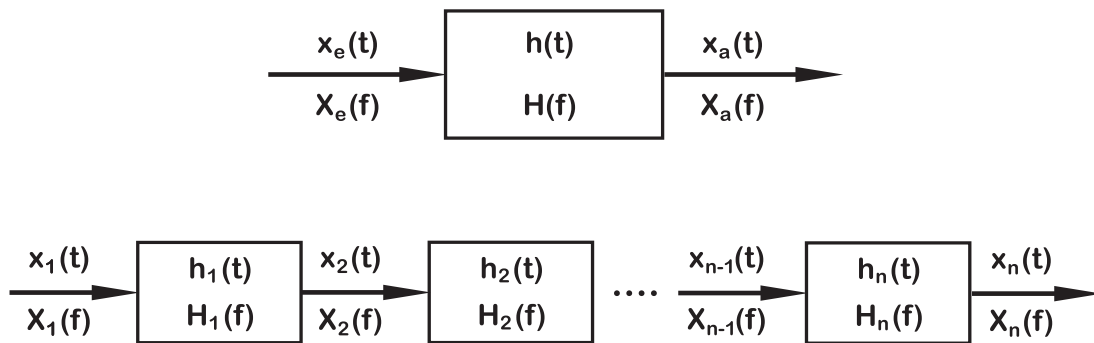 xₑ(t) h(t) xₐ(t)
Xₑ(f) H(f) Xₐ(f)
x₁(t) h₁(t) x₂(t) h₂(t) .... xₙ₋₁(t) hₙ(t) xₙ(t)
X₁(f) H₁(f) X₂(f) H₂(f) Xₙ₋₁(f) Hₙ(f) Xₙ(f)